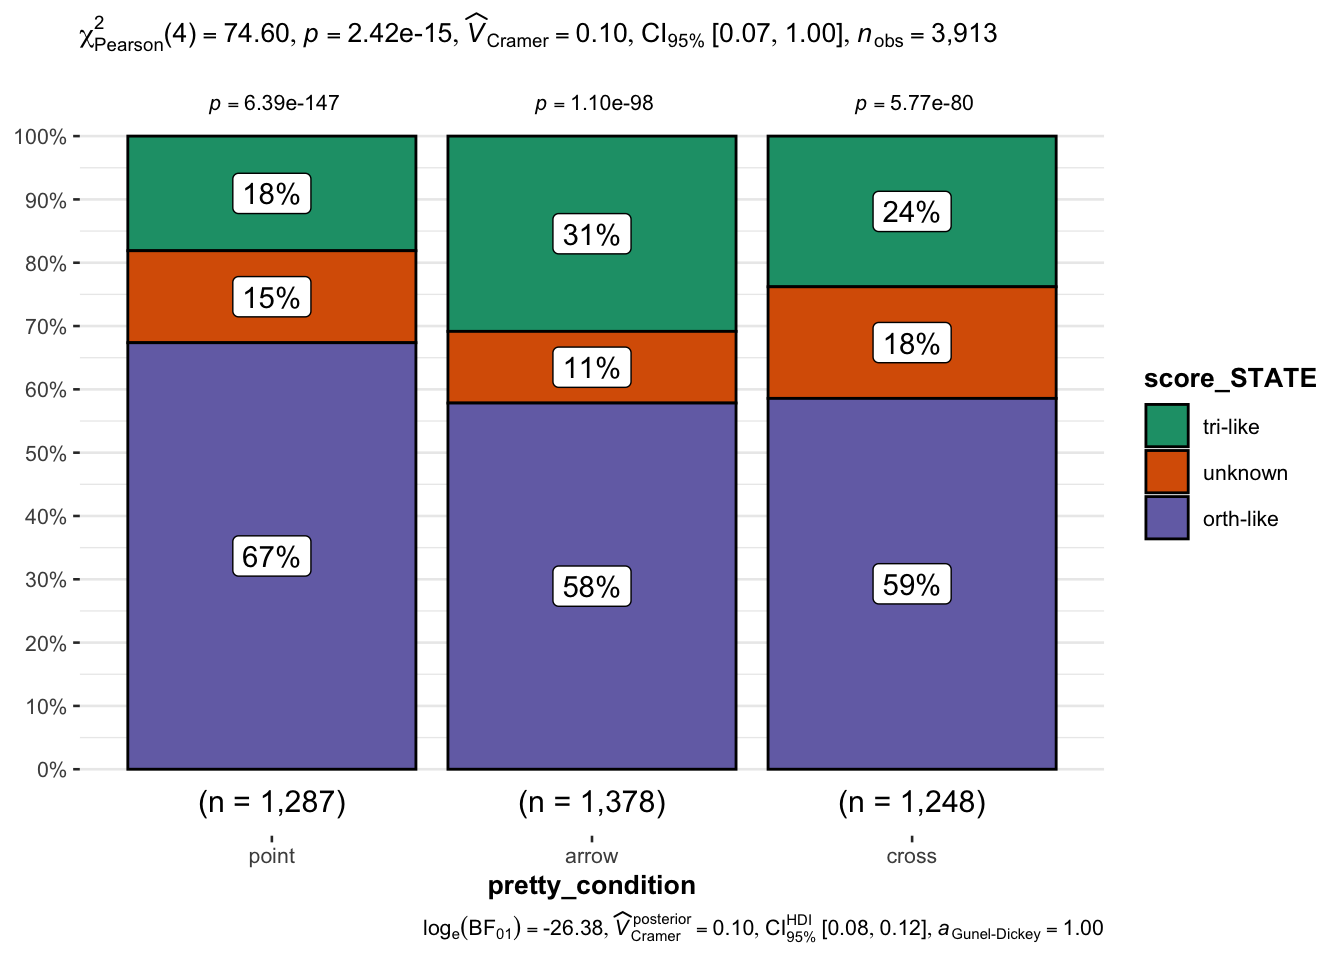 χ²Pearson(4) = 74.60, p = 2.42e-15, V̂Cramer = 0.10, CI95% [0.07, 1.00], nobs = 3,913
p = 6.39e-147 p = 1.10e-98 p = 5.77e-80
100%
90%
80%
70%
60%
50%
40%
30%
20%
10%
0%
18% 31% 24%
15% 11% 18%
67% 58% 59%
(n = 1,287) (n = 1,378) (n = 1,248)
point arrow cross
pretty_condition
score_STATE
tri-like
unknown
orth-like
loge(BF01) = -26.38, V̂posterior Cramer = 0.10, CIHDI 95% [0.08, 0.12], aGunel-Dickey = 1.00